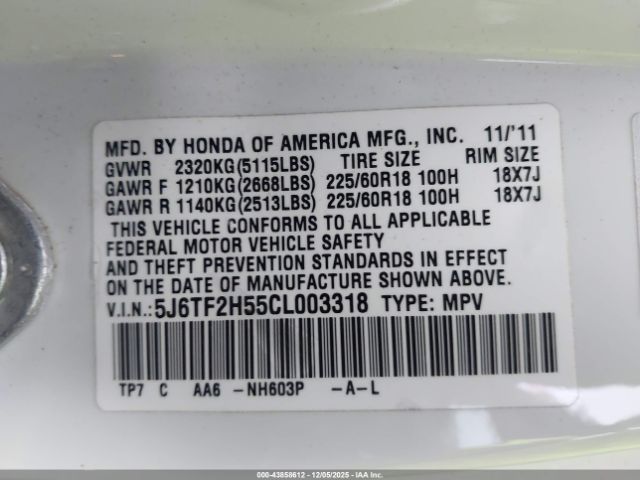 MFD. BY HONDA OF AMERICA MFG., INC. 11/'11
GVWR 2320KG(5115LBS) TIRE SIZE RIM SIZE
GAWR F 1210KG(2668LBS) 225/60R18 100H 18X7J
GAWR R 1140KG(2513LBS) 225/60R18 100H 18X7J
THIS VEHICLE CONFORMS TO ALL APPLICABLE
FEDERAL MOTOR VEHICLE SAFETY
AND THEFT PREVENTION STANDARDS IN EFFECT
ON THE DATE OF MANUFACTURE SHOWN ABOVE.
V.I.N.:5J6TF2H55CL003318 TYPE: MPV
TP7 C AA6 -NH603P -A-L
000-43858612 - 12/05/2025 - IAA Inc.